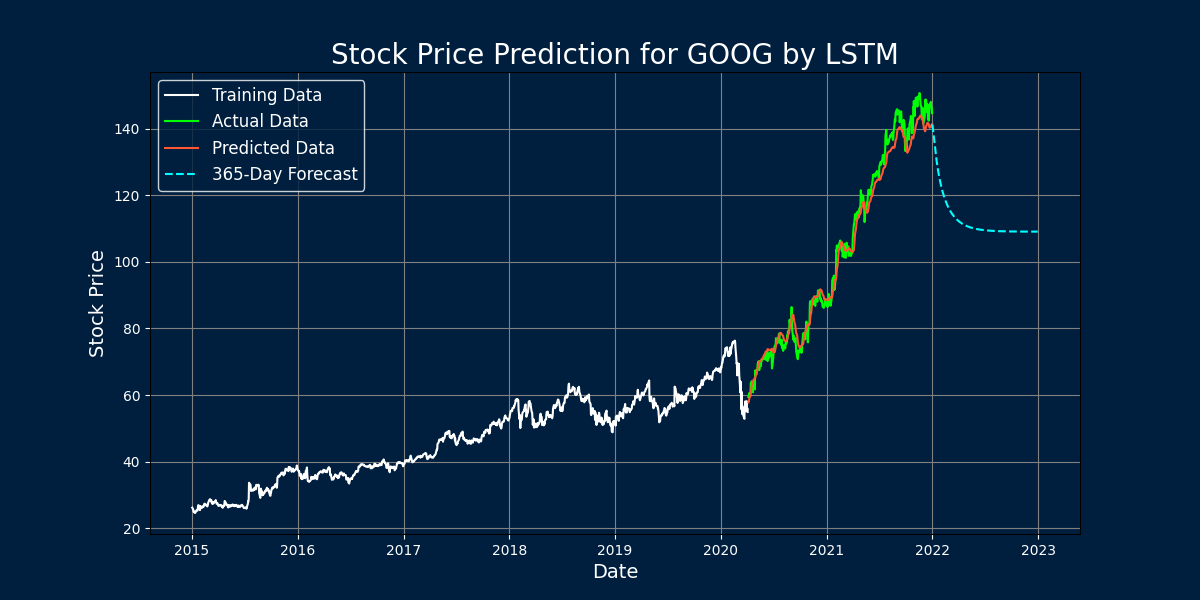 Stock Price Prediction for GOOG by LSTM
Training Data
Actual Data
Predicted Data
365-Day Forecast
Stock Price
140
120
100
80
60
40
20
2015 2016 2017 2018 2019 2020 2021 2022 2023
Date